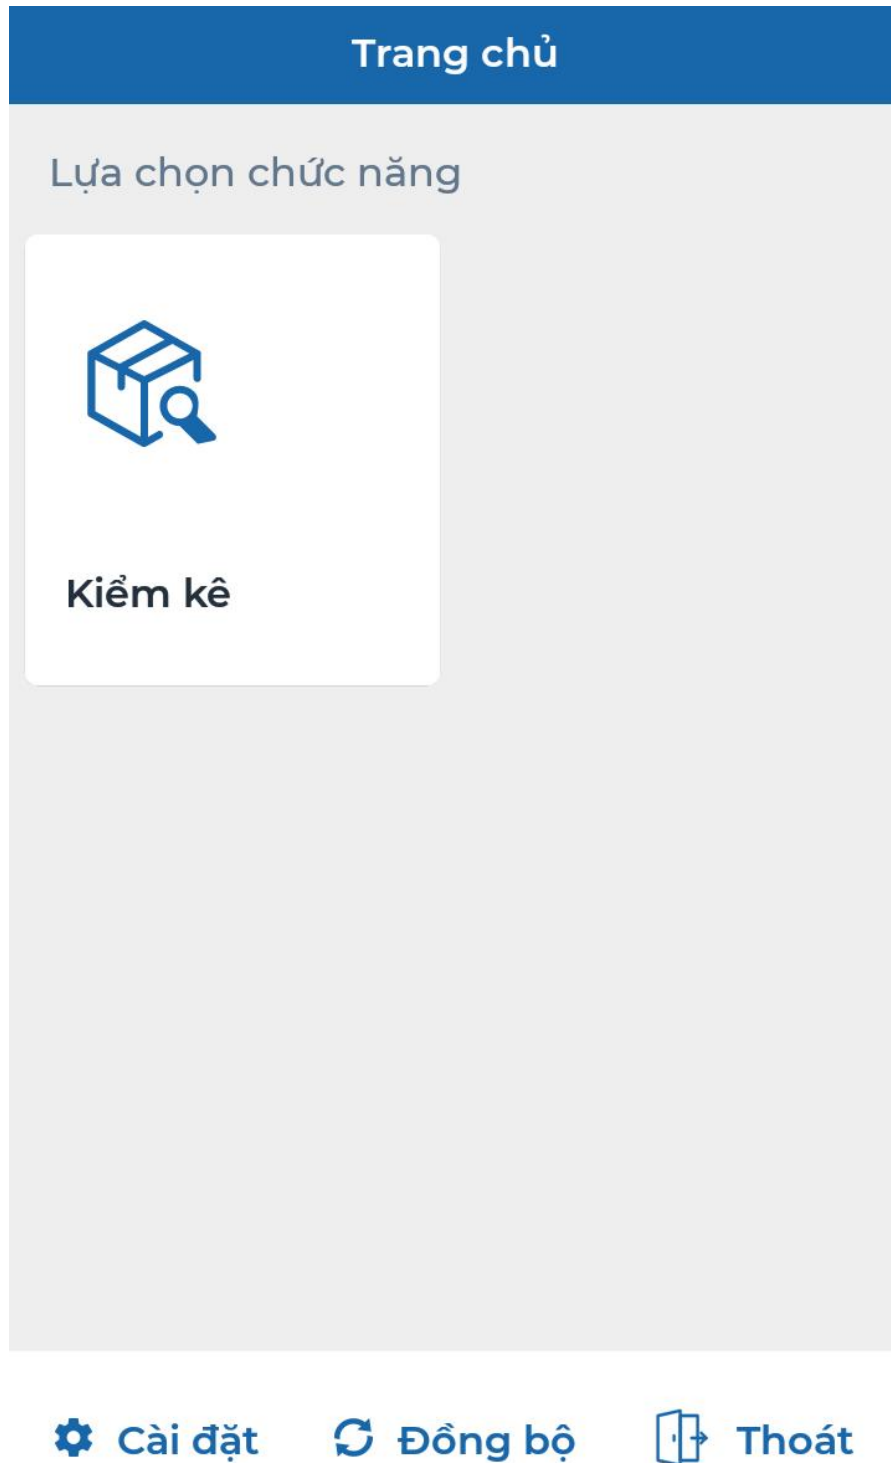 Trang chủ
Lựa chọn chức năng
Kiểm kê
Cài đặt Đồng bộ Thoát